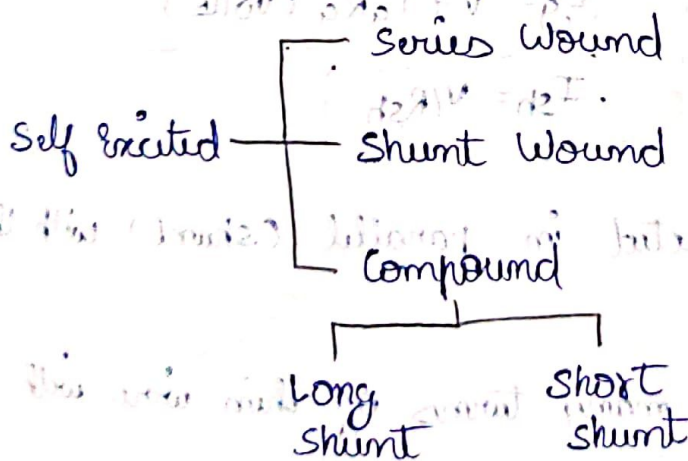 Series Wound
Self Excited
Shunt Wound
Compound
Long Shunt
Short Shunt